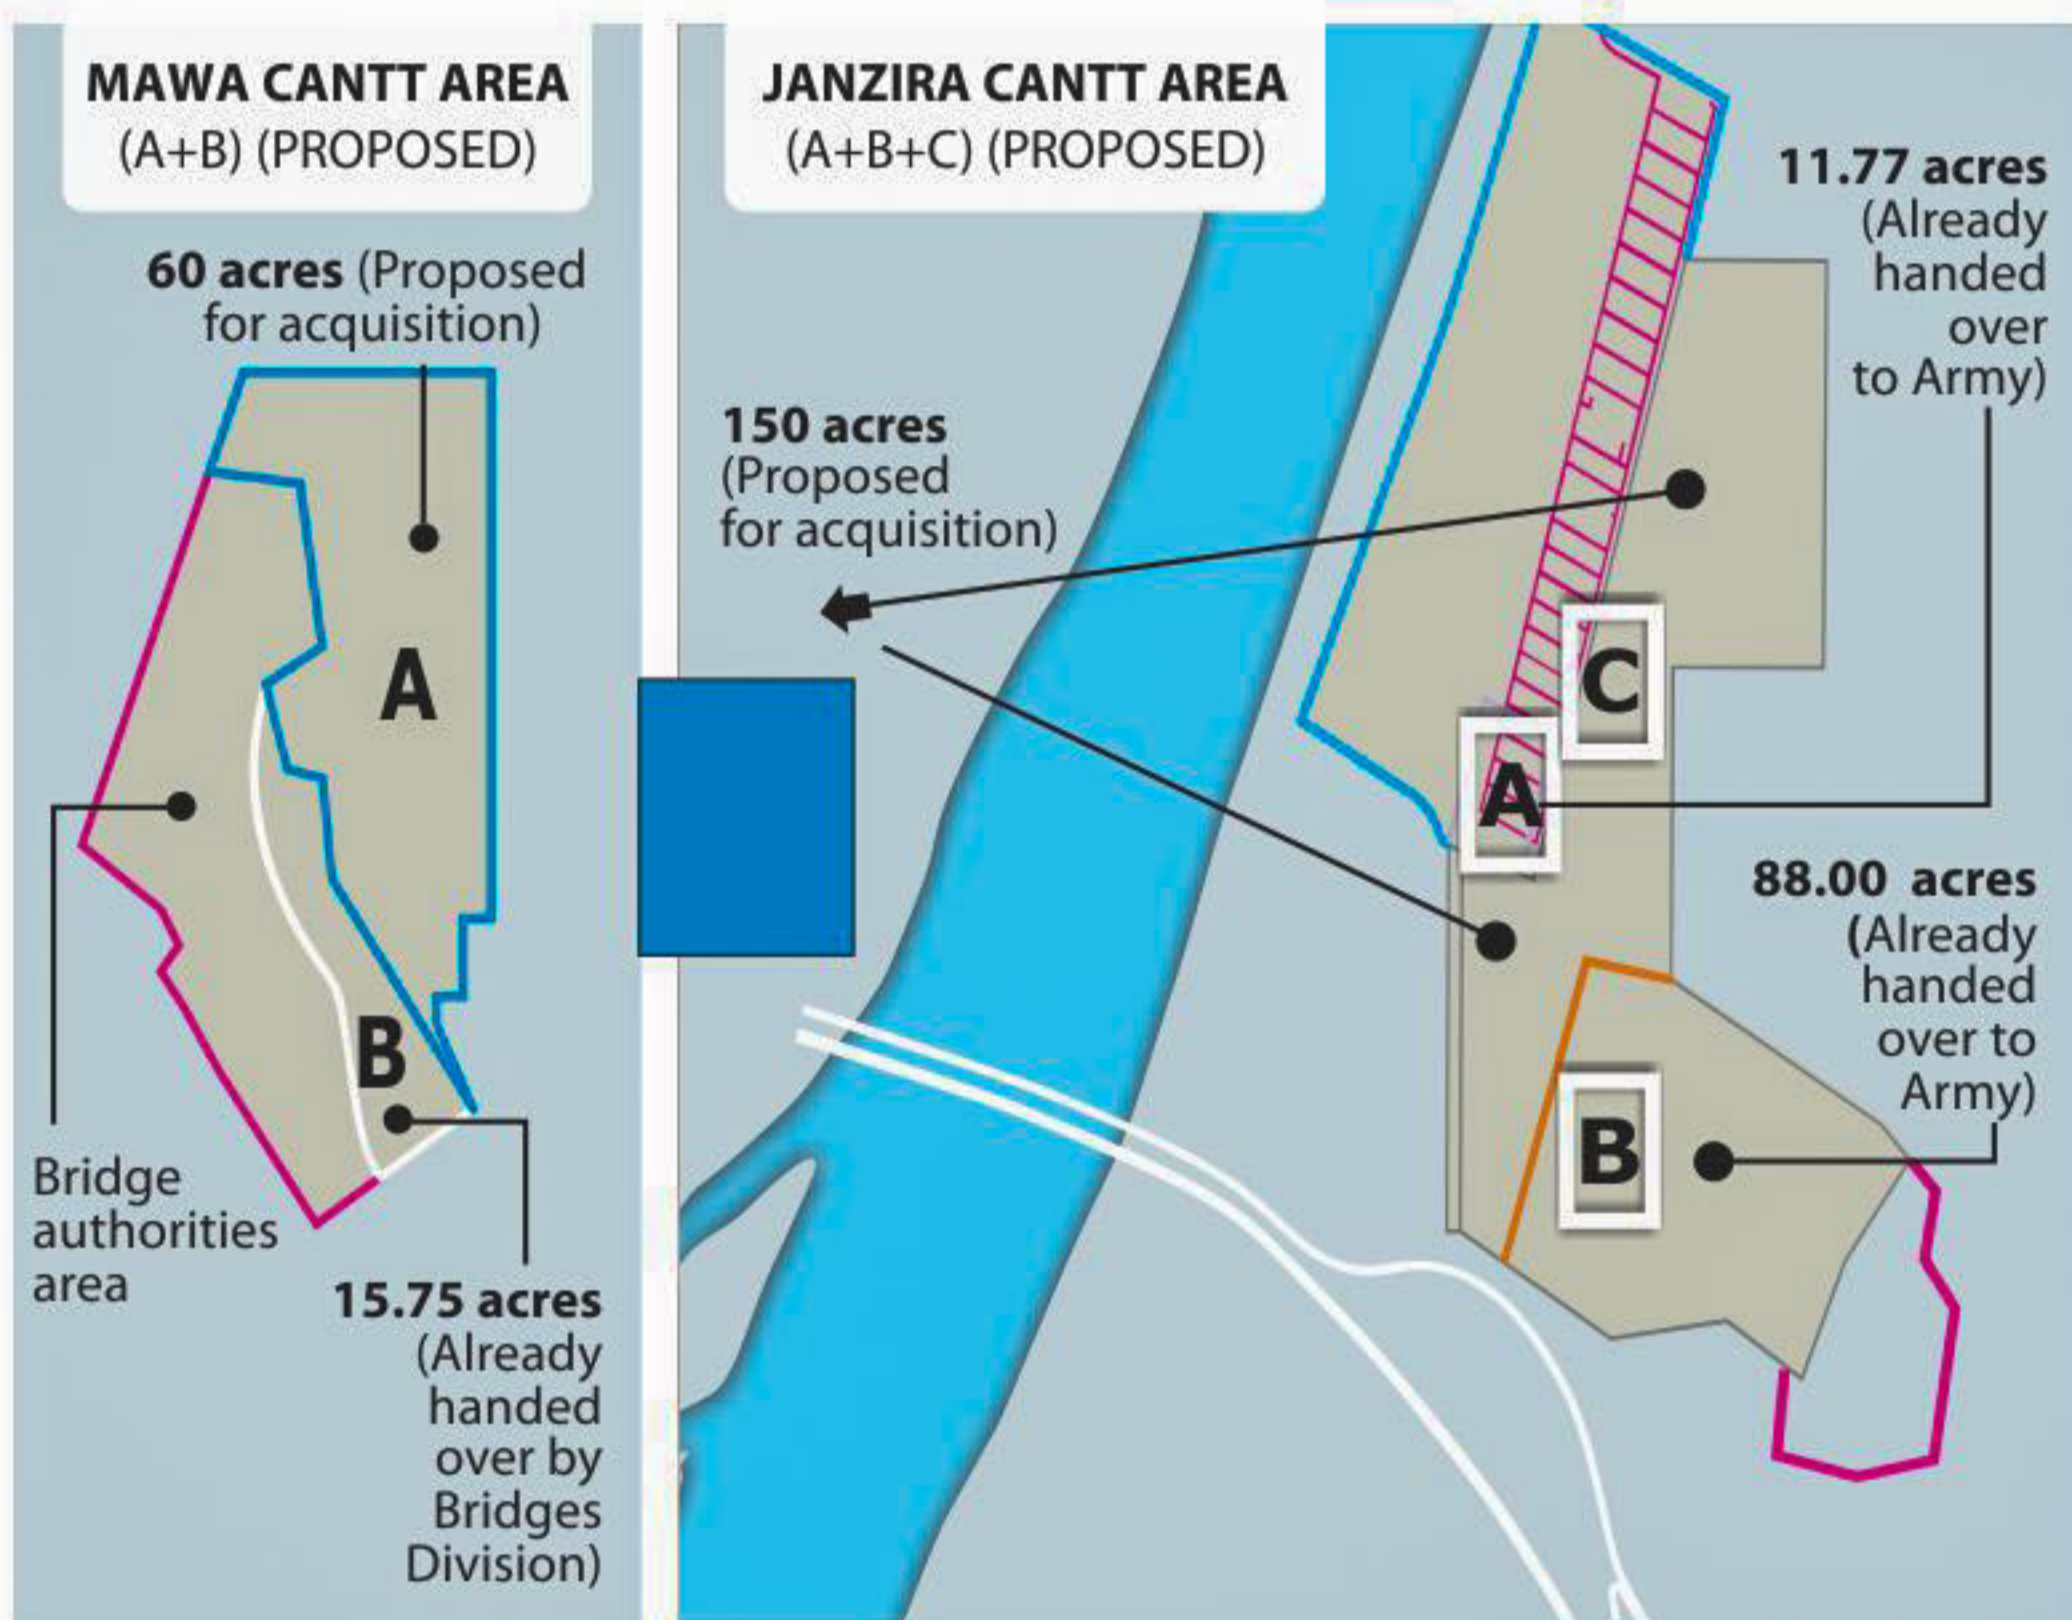 MAWA CANTT AREA
(A+B) (PROPOSED)
60 acres (Proposed
for acquisition)
A
B
Bridge
authorities
area
15.75 acres
(Already
handed
over by
Bridges
Division)
JANZIRA CANTT AREA
(A+B+C) (PROPOSED)
150 acres
(Proposed
for acquisition)
11.77 acres
(Already
handed
over
to Army)
C
A
88.00 acres
(Already
handed
over to
Army)
B